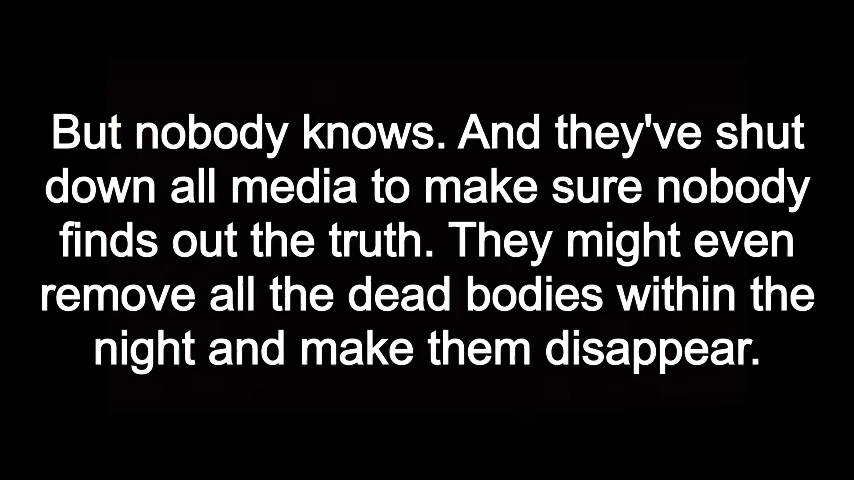 But nobody knows. And they've shut
down all media to make sure nobody
finds out the truth. They might even
remove all the dead bodies within the
night and make them disappear.